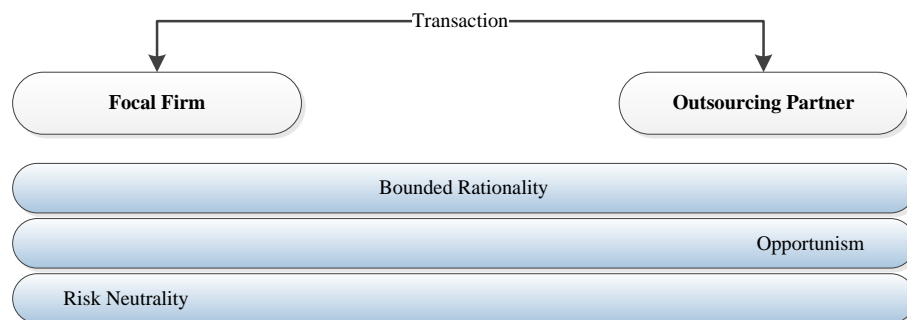 Transaction
Focal Firm
Outsourcing Partner
Bounded Rationality
Opportunism
Risk Neutrality